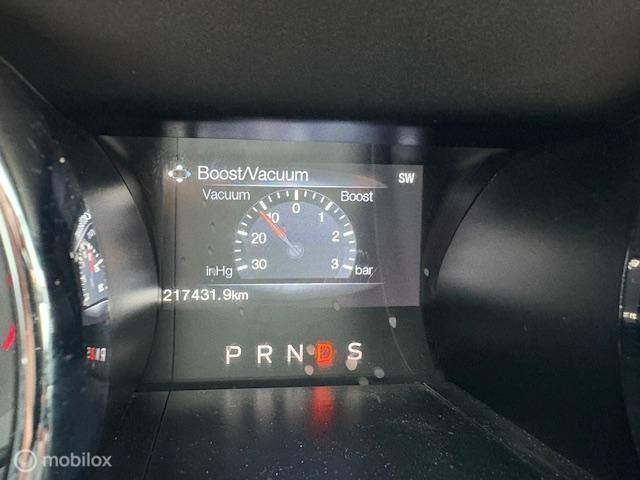 Boost/Vacuum
SW
Vacuum
Boost
10 0 1
20 2
inHg 30 3 bar
217431.9km
P R N D S
mobilox